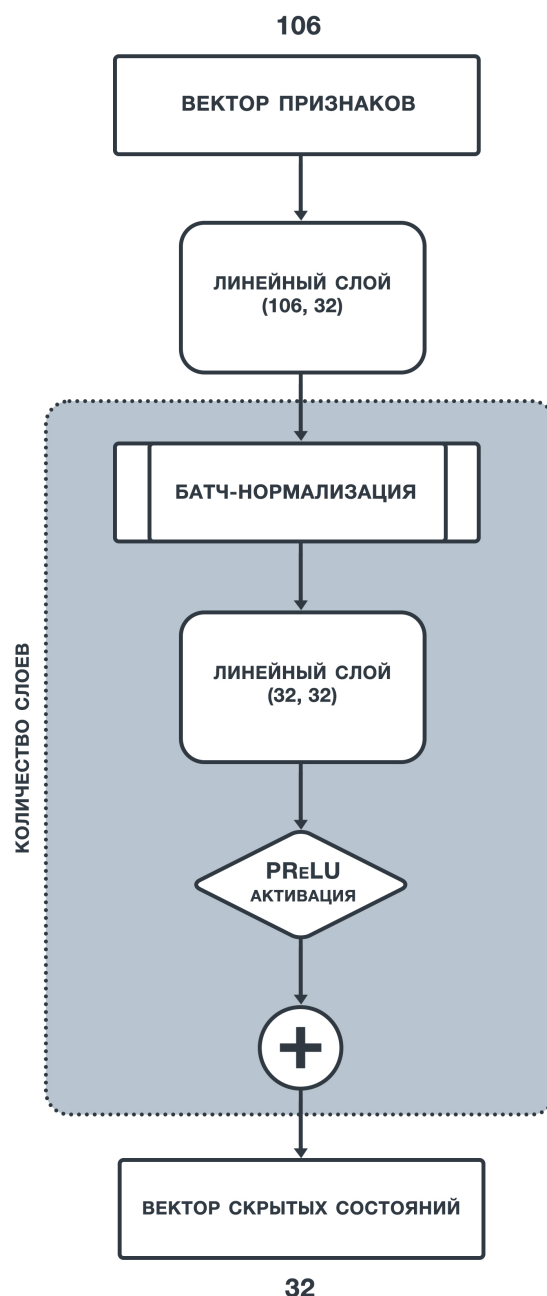 106
ВЕКТОР ПРИЗНАКОВ
ЛИНЕЙНЫЙ СЛОЙ
(106, 32)
БАТЧ-НОРМАЛИЗАЦИЯ
ЛИНЕЙНЫЙ СЛОЙ
(32, 32)
КОЛИЧЕСТВО СЛОЕВ
PReLU
АКТИВАЦИЯ
+
ВЕКТОР СКРЫТЫХ СОСТОЯНИЙ
32